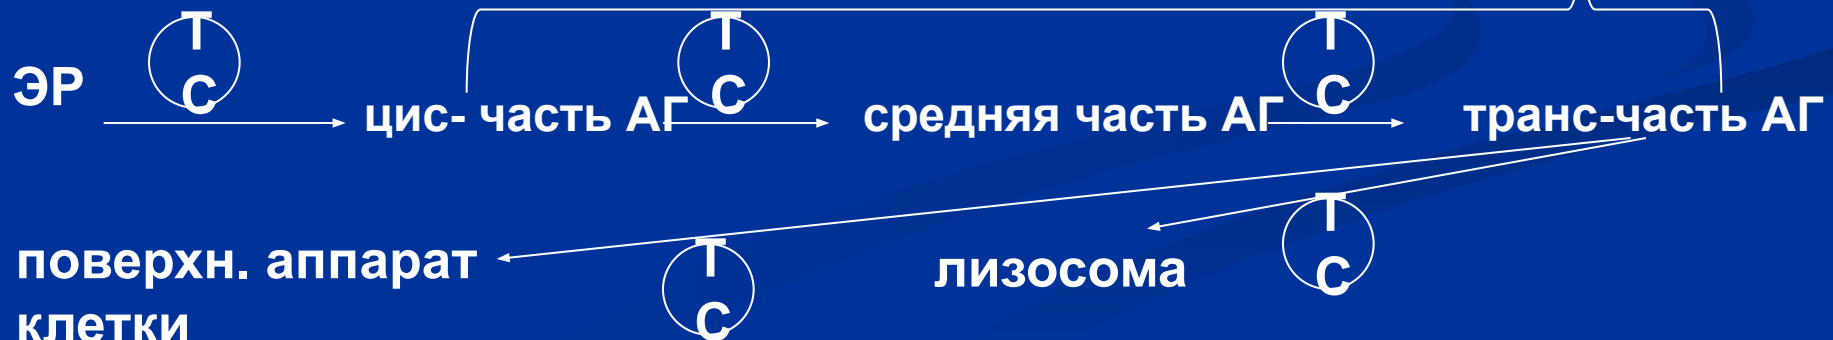 ЭР
Т
С
цис- часть АГ
Т
С
средняя часть АГ
Т
С
транс-часть АГ
поверхн. аппарат
клетки
Т
С
лизосома
Т
С